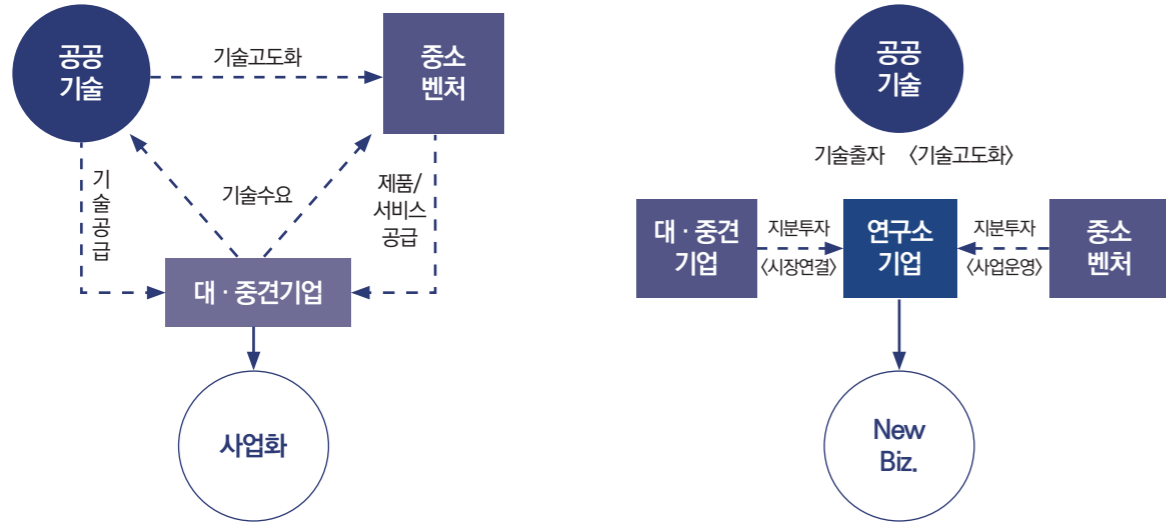 공공
기술
기술고도화
중소
벤처
기
술
공
급
기술수요
제품/
서비스
공급
대·중견기업
사업화
공공
기술
기술출자 〈기술고도화〉
대·중견
기업
지분투자
〈시장연결〉
연구소
기업
지분투자
〈사업운영〉
중소
벤처
New
Biz.